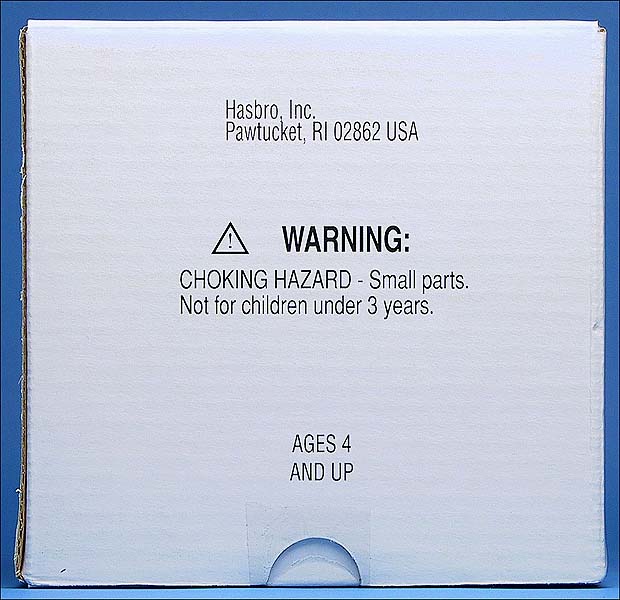 Hasbro, Inc.
Pawtucket, RI 02862 USA
WARNING:
CHOKING HAZARD - Small parts.
Not for children under 3 years.
AGES 4
AND UP